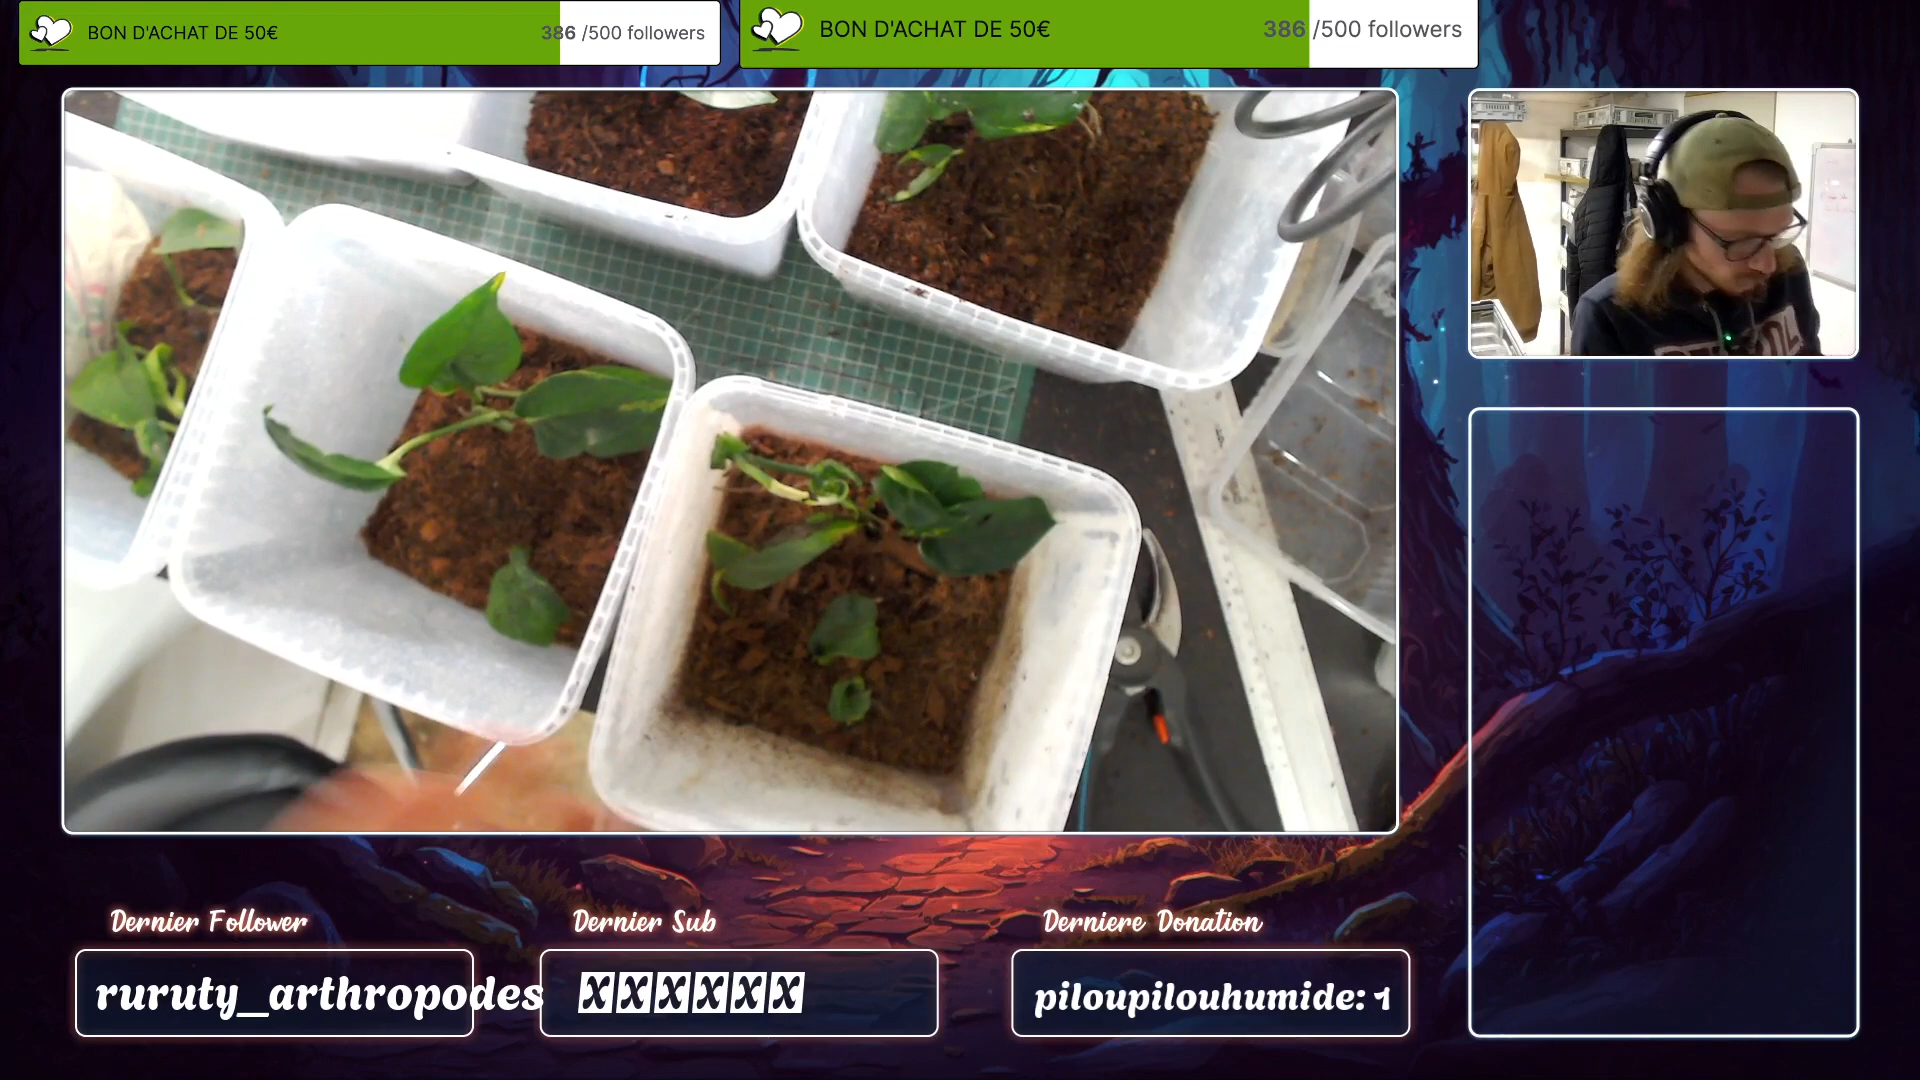 BON D'ACHAT DE 50€
386 /500 followers
BON D'ACHAT DE 50€
386 /500 followers
Dernier Follower
Dernier Sub
Derniere Donation
ruruty_arthropodes
piloupilouhumide: 1